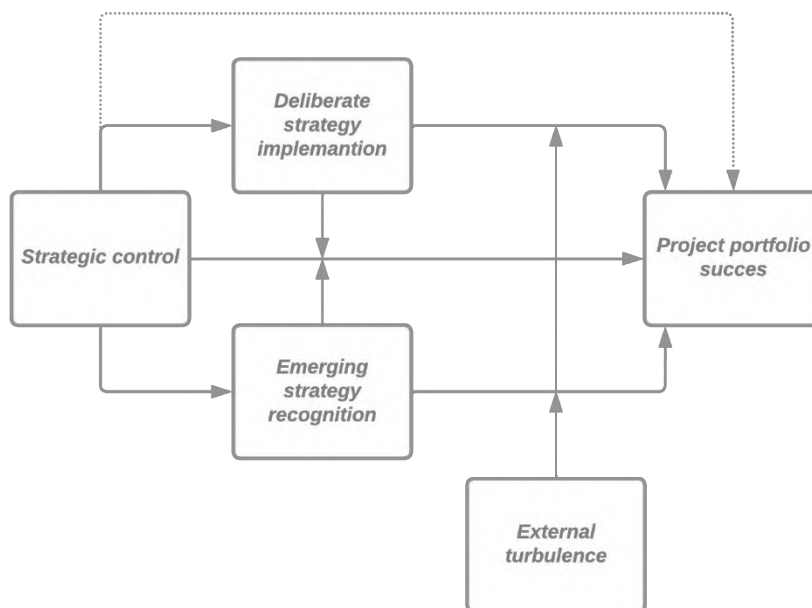 Deliberate
strategy
implemantion
Strategic control
Project portfolio
succes
Emerging
strategy
recognition
External
turbulence